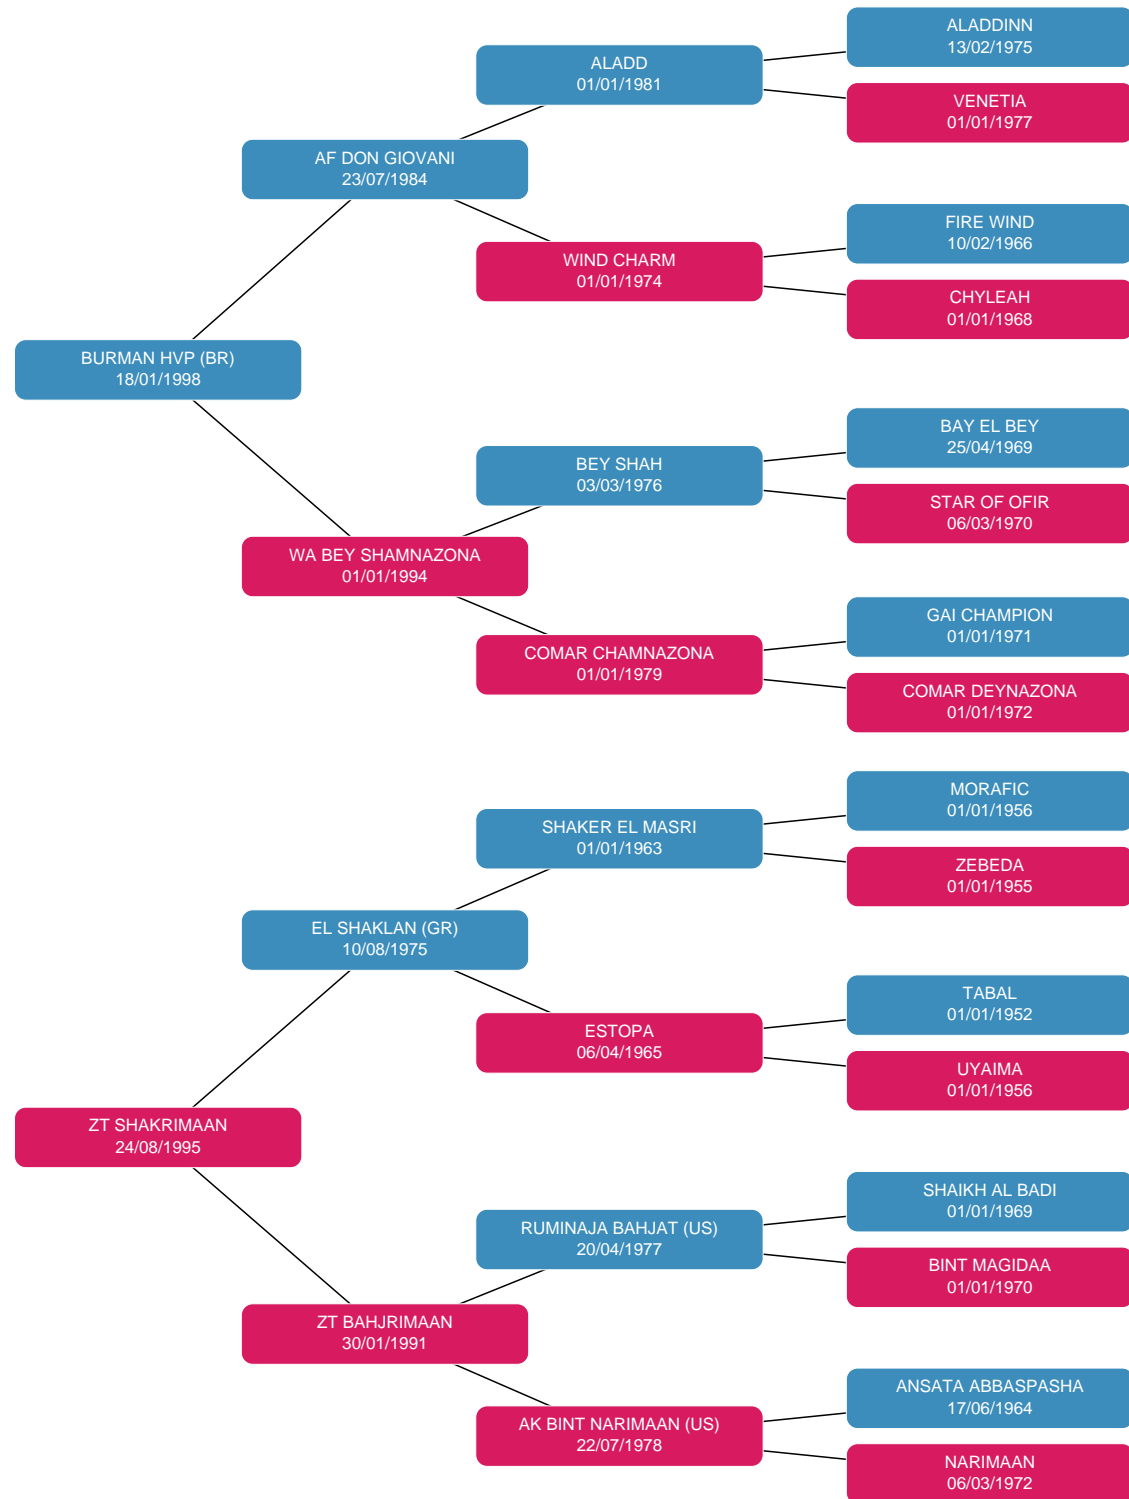 ALADDINN
13/02/1975
ALADD
01/01/1981
VENETIA
01/01/1977
AF DON GIOVANI
23/07/1984
FIRE WIND
10/02/1966
WIND CHARM
01/01/1974
CHYLEAH
01/01/1968
BURMAN HVP (BR)
18/01/1998
BAY EL BEY
25/04/1969
BEY SHAH
03/03/1976
STAR OF OFIR
06/03/1970
WA BEY SHAMNAZONA
01/01/1994
GAI CHAMPION
01/01/1971
COMAR CHAMNAZONA
01/01/1979
COMAR DEYNAZONA
01/01/1972
MORAFIC
01/01/1956
SHAKER EL MASRI
01/01/1963
ZEBEDA
01/01/1955
EL SHAKLAN (GR)
10/08/1975
TABAL
01/01/1952
ESTOPA
06/04/1965
UYAIMA
01/01/1956
ZT SHAKRIMAAN
24/08/1995
SHAIKH AL BADI
01/01/1969
RUMINAJA BAHJAT (US)
20/04/1977
BINT MAGIDAA
01/01/1970
ZT BAHJRIMAAN
30/01/1991
ANSATA ABBASPASHA
17/06/1964
AK BINT NARIMAAN (US)
22/07/1978
NARIMAAN
06/03/1972